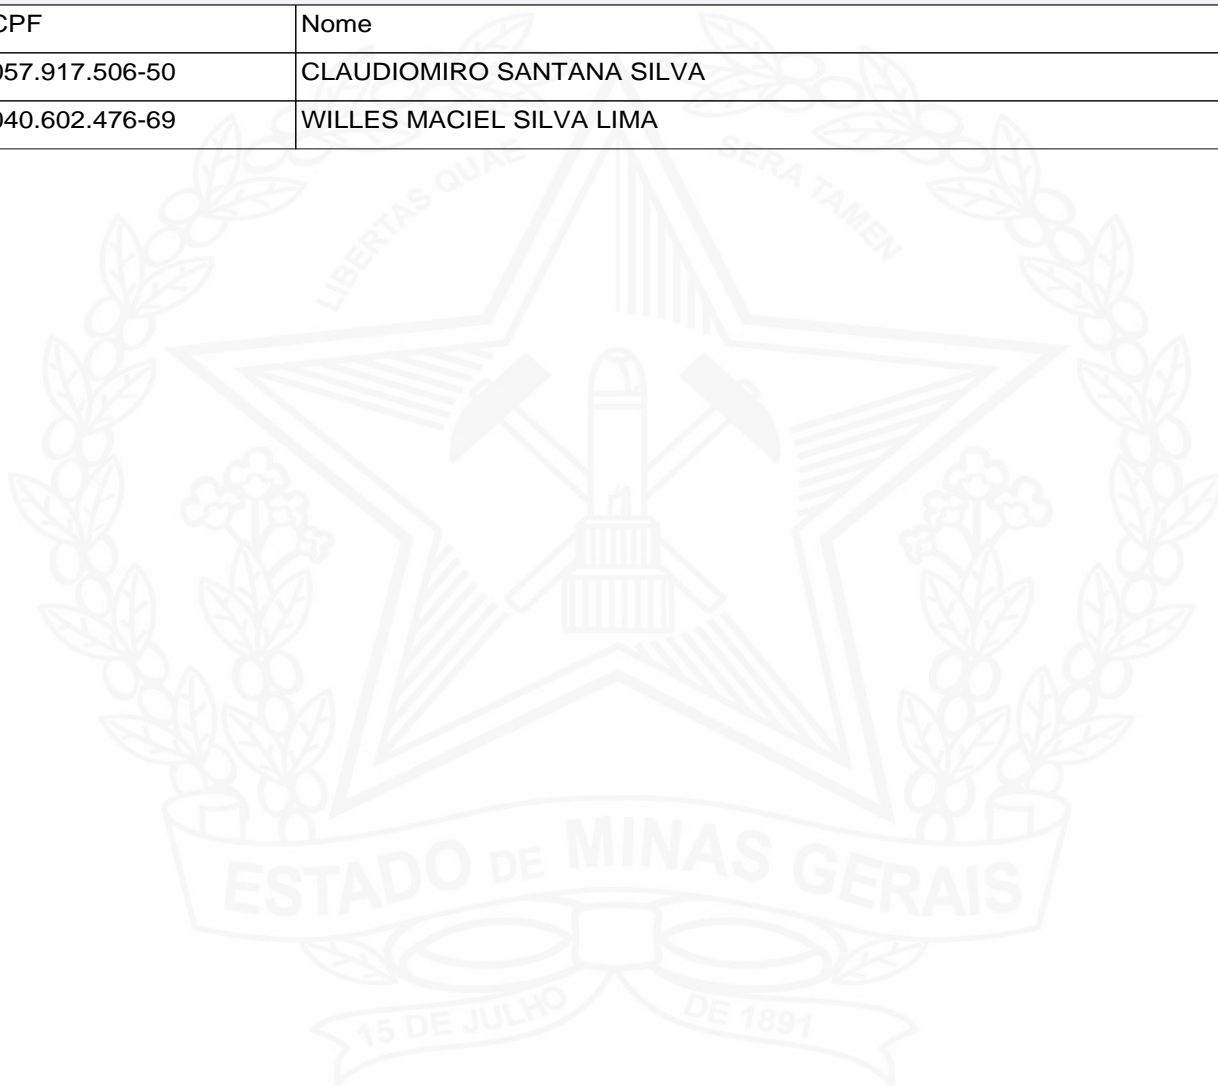 CPF Nome
057.917.506-50 CLAUDIOMIRO SANTANA SILVA
040.602.476-69 WILLES MACIEL SILVA LIMA
LIBERTAS QUAE SERA TAMEN
ESTADO DE MINAS GERAIS
15 DE JULHO DE 1891